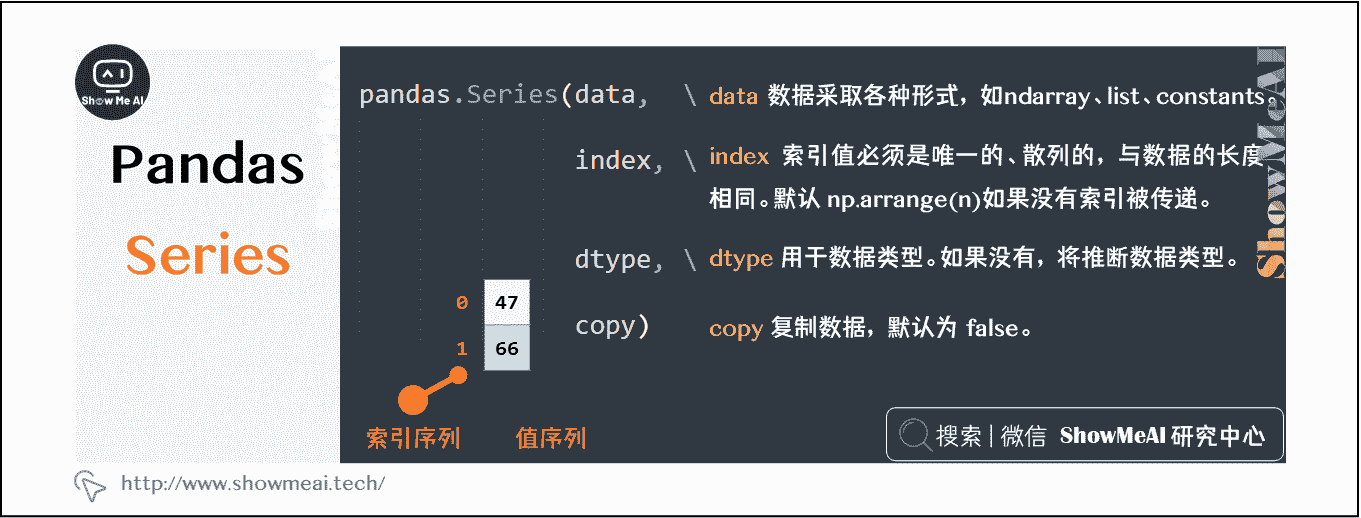 Show Me AI
Pandas
Series
pandas.Series(data, \ data 数据采取各种形式，如ndarray、list、constants。
index, \ index 索引值必须是唯一的、散列的，与数据的长度
相同。默认 np.arrange(n)如果没有索引被传递。
dtype, \ dtype 用于数据类型。如果没有，将推断数据类型。
copy) copy 复制数据，默认为 false。
0 47
1 66
索引序列 值序列
ShowMeAI
搜索 | 微信 ShowMeAI 研究中心
http://www.showmeai.tech/